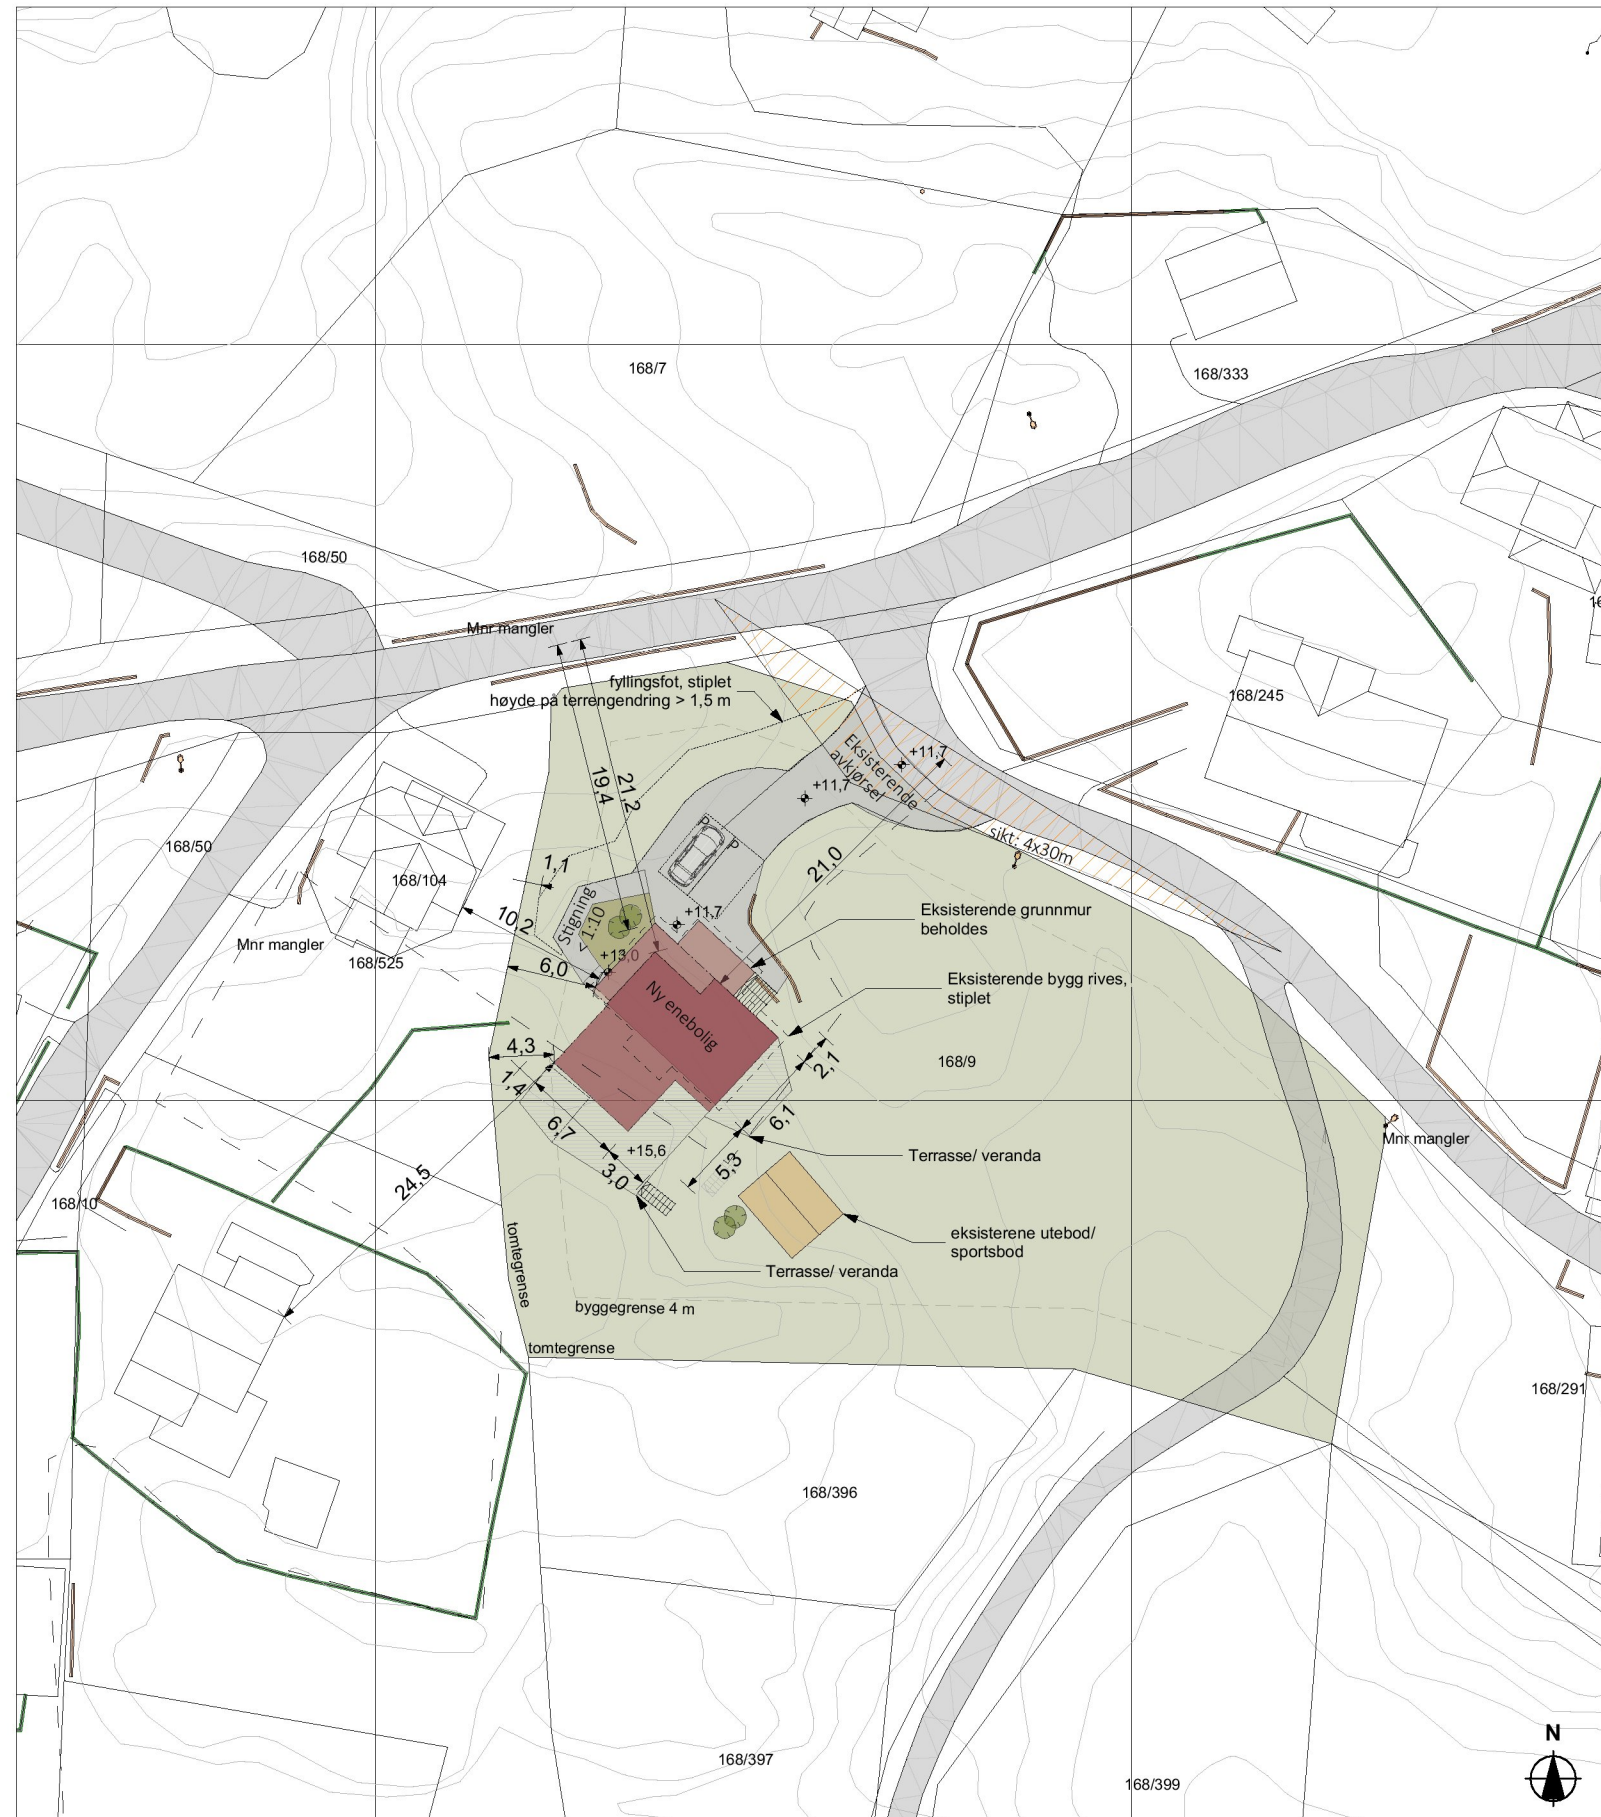 168/7
168/333
168/50
Mnr mangler
fyllingsfot, stiplet
høyde på terrengendring > 1,5 m
168/245
19,4
21,2
Eksisterende
avkjørsel
+11,7
+11,7
sikt: 4x30m
168/50
168/104
1,1
P
P
21,0
10,2
Stigning
< 1:10
+11,7
Eksisterende grunnmur
beholdes
Mnr mangler
168/525
6,0
+13,0
Ny enebolig
Eksisterende bygg rives,
stiplet
4,3
1,4
2,1
168/9
6,7
6,1
+15,6
3,0
5,3
Terrasse/ veranda
Mnr mangler
24,5
168/10
tomtegrense
eksisterene utebod/
sportsbod
Terrasse/ veranda
byggegrense 4 m
tomtegrense
168/291
168/396
168/397
168/399
N